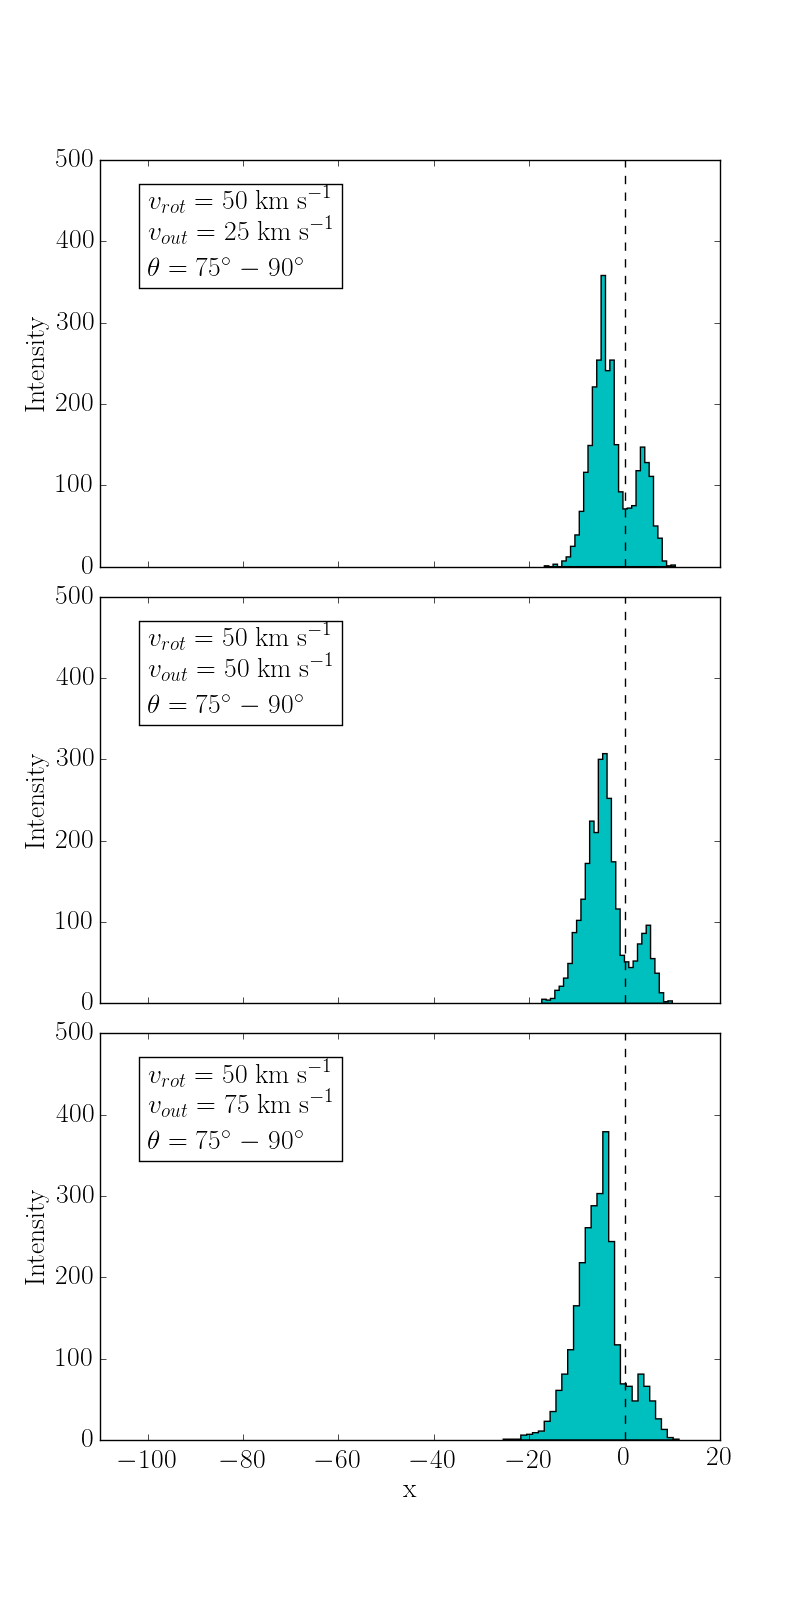 500
400
300
200
100
0
Intensity
v_rot = 50 km s⁻¹
v_out = 25 km s⁻¹
θ = 75° − 90°
500
400
300
200
100
0
Intensity
v_rot = 50 km s⁻¹
v_out = 50 km s⁻¹
θ = 75° − 90°
500
400
300
200
100
0
Intensity
v_rot = 50 km s⁻¹
v_out = 75 km s⁻¹
θ = 75° − 90°
−100 −80 −60 −40 −20 0 20
x